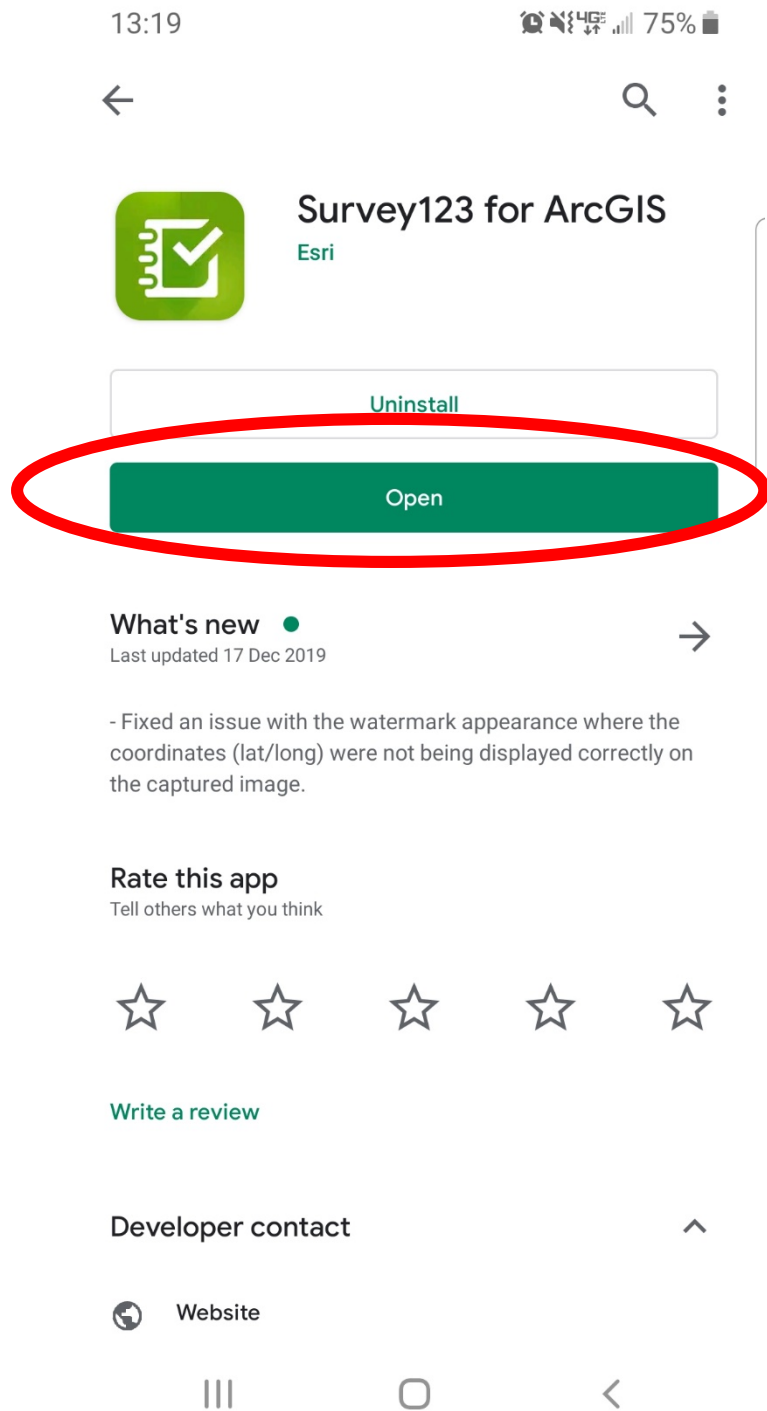 13:19 4GE 75%
Survey123 for ArcGIS
Esri
Uninstall
Open
What's new
Last updated 17 Dec 2019
- Fixed an issue with the watermark appearance where the
coordinates (lat/long) were not being displayed correctly on
the captured image.
Rate this app
Tell others what you think
Write a review
Developer contact
Website